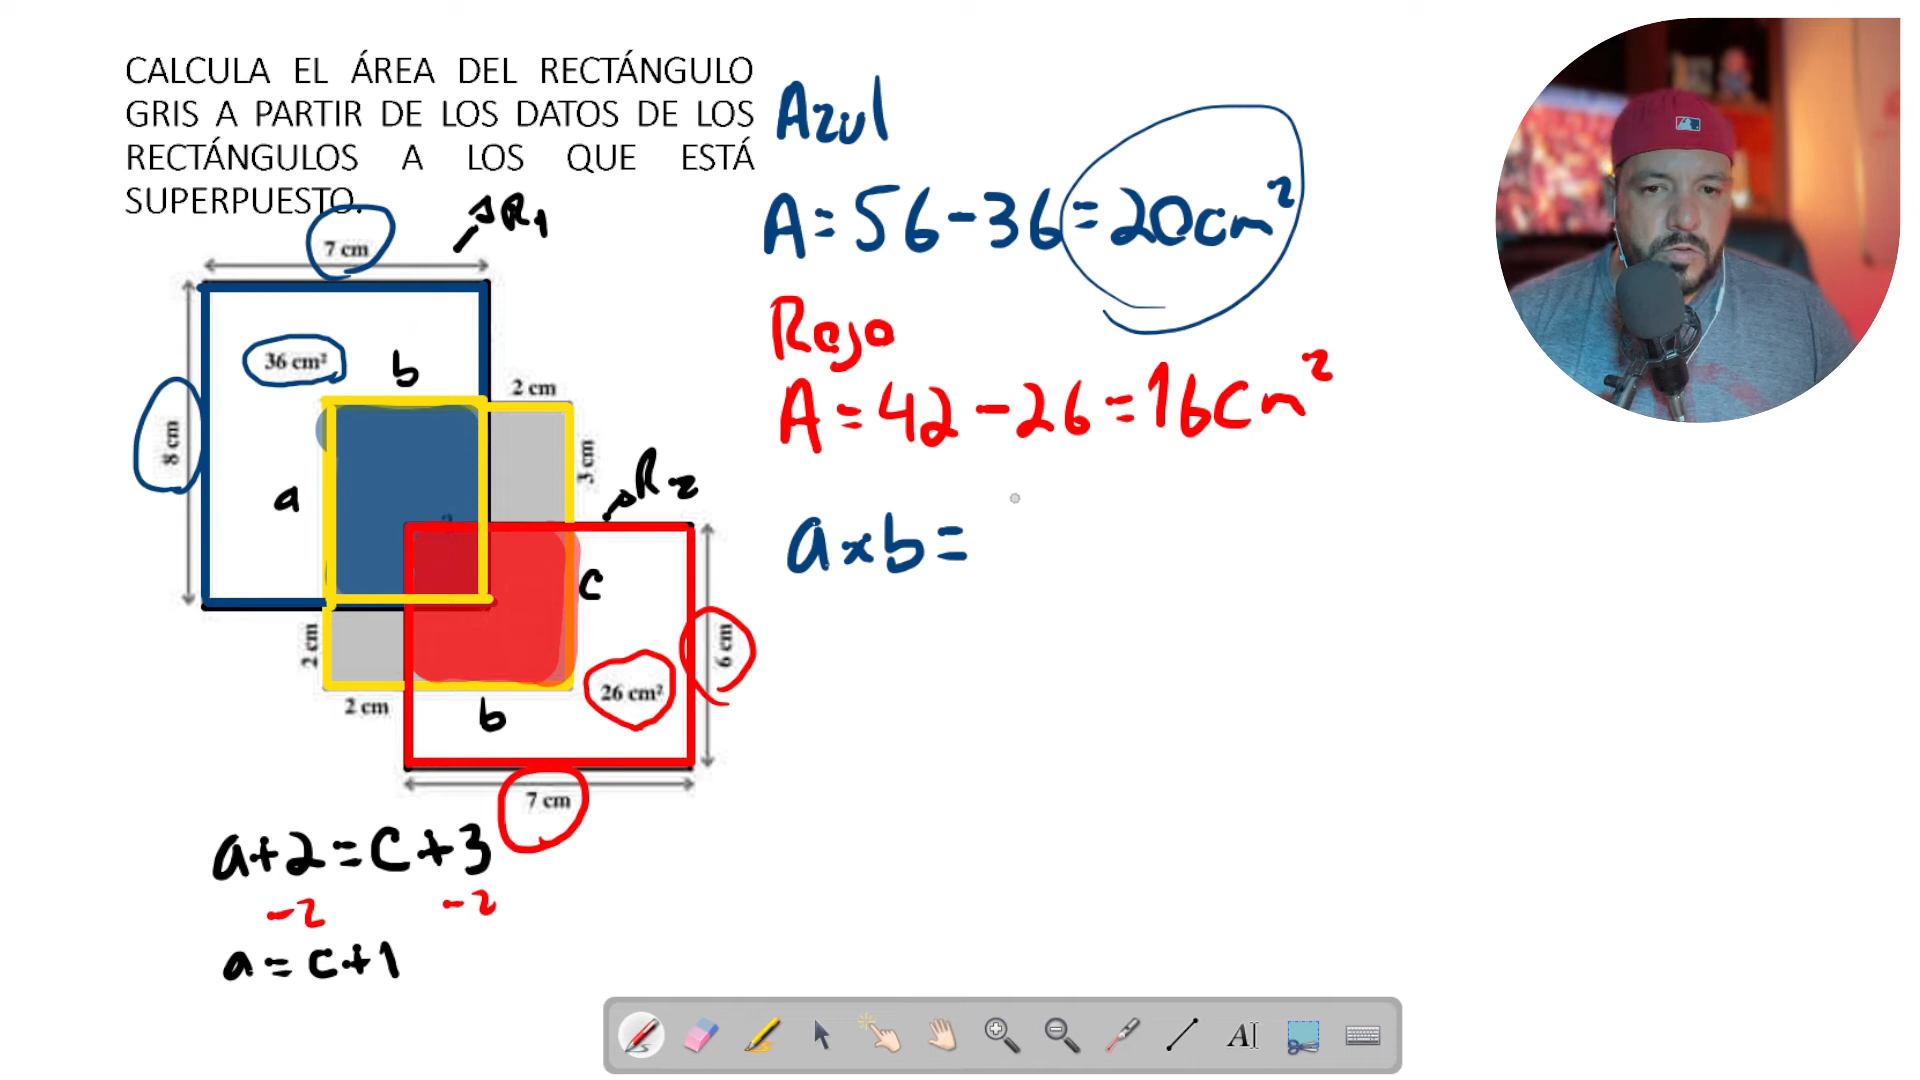 CALCULA EL ÁREA DEL RECTÁNGULO
GRIS A PARTIR DE LOS DATOS DE LOS
RECTÁNGULOS A LOS QUE ESTÁ
SUPERPUESTO.
R1
7 cm
36 cm²
b
2 cm
8 cm
a
3 cm
R2
?
c
2 cm
6 cm
26 cm²
2 cm
b
7 cm
a+2=c+3
-2 -2
a=c+1
Azul
A=56-36=20cm²
Rojo
A=42-26=16cm²
a×b=
AI